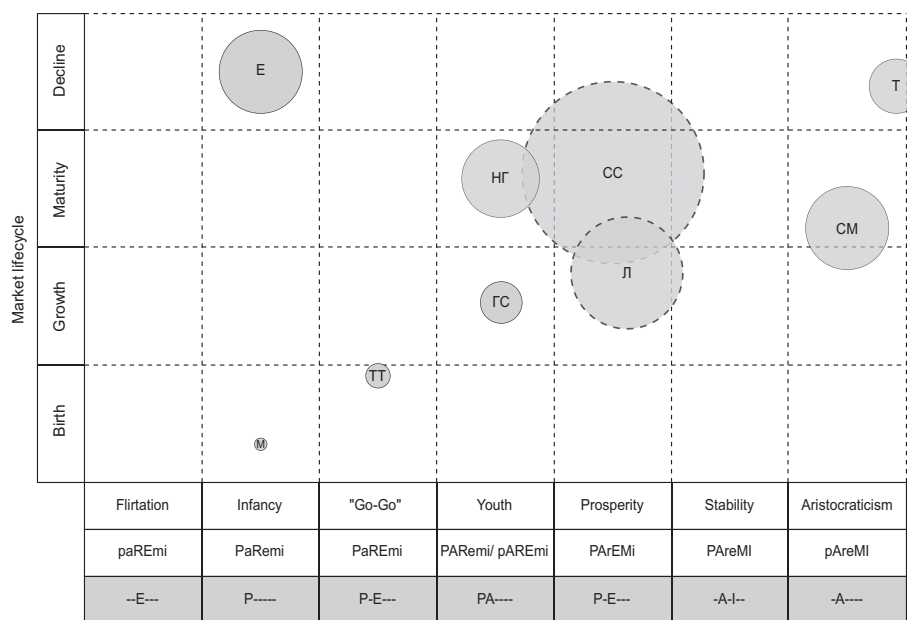 Market lifecycle
Decline
Maturity
Growth
Birth
Е
Т
НГ
СС
СМ
Л
ГС
ТТ
М
Flirtation Infancy "Go-Go" Youth Prosperity Stability Aristocraticism
paREmi PaRemi PaREmi PARemi/ pAREmi PArEMi PAreMI pAreMI
--E--- P----- P-E--- PA---- P-E--- -A-I-- -A----